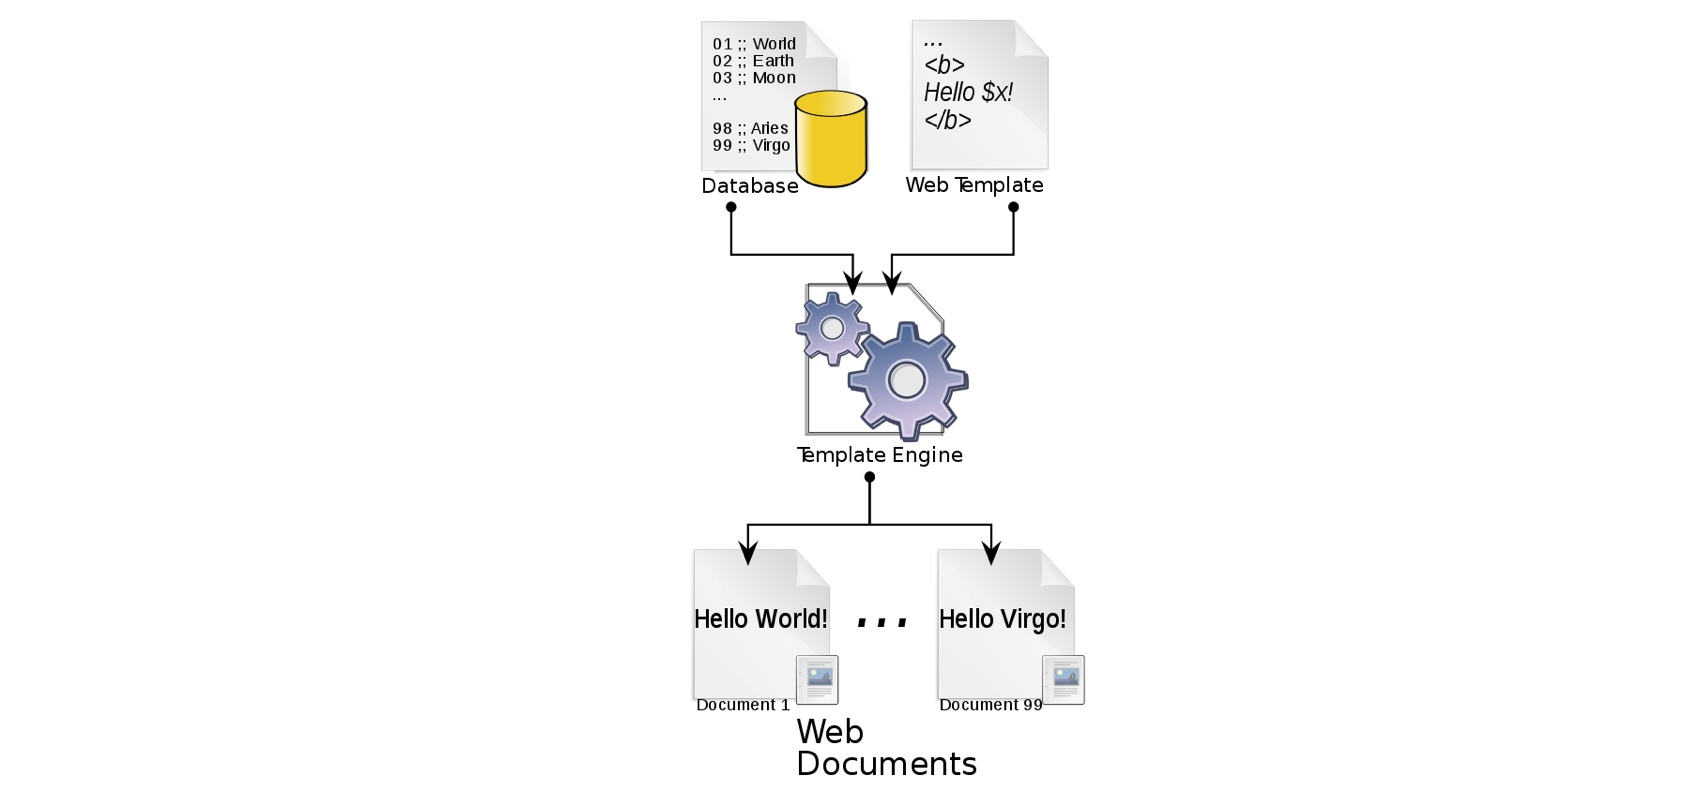 01 ;; World
02 ;; Earth
03 ;; Moon
...
98 ;; Aries
99 ;; Virgo
Database
...
<b>
Hello $x!
</b>
Web Template
Template Engine
Hello World!
...
Hello Virgo!
Document 1
Document 99
Web
Documents